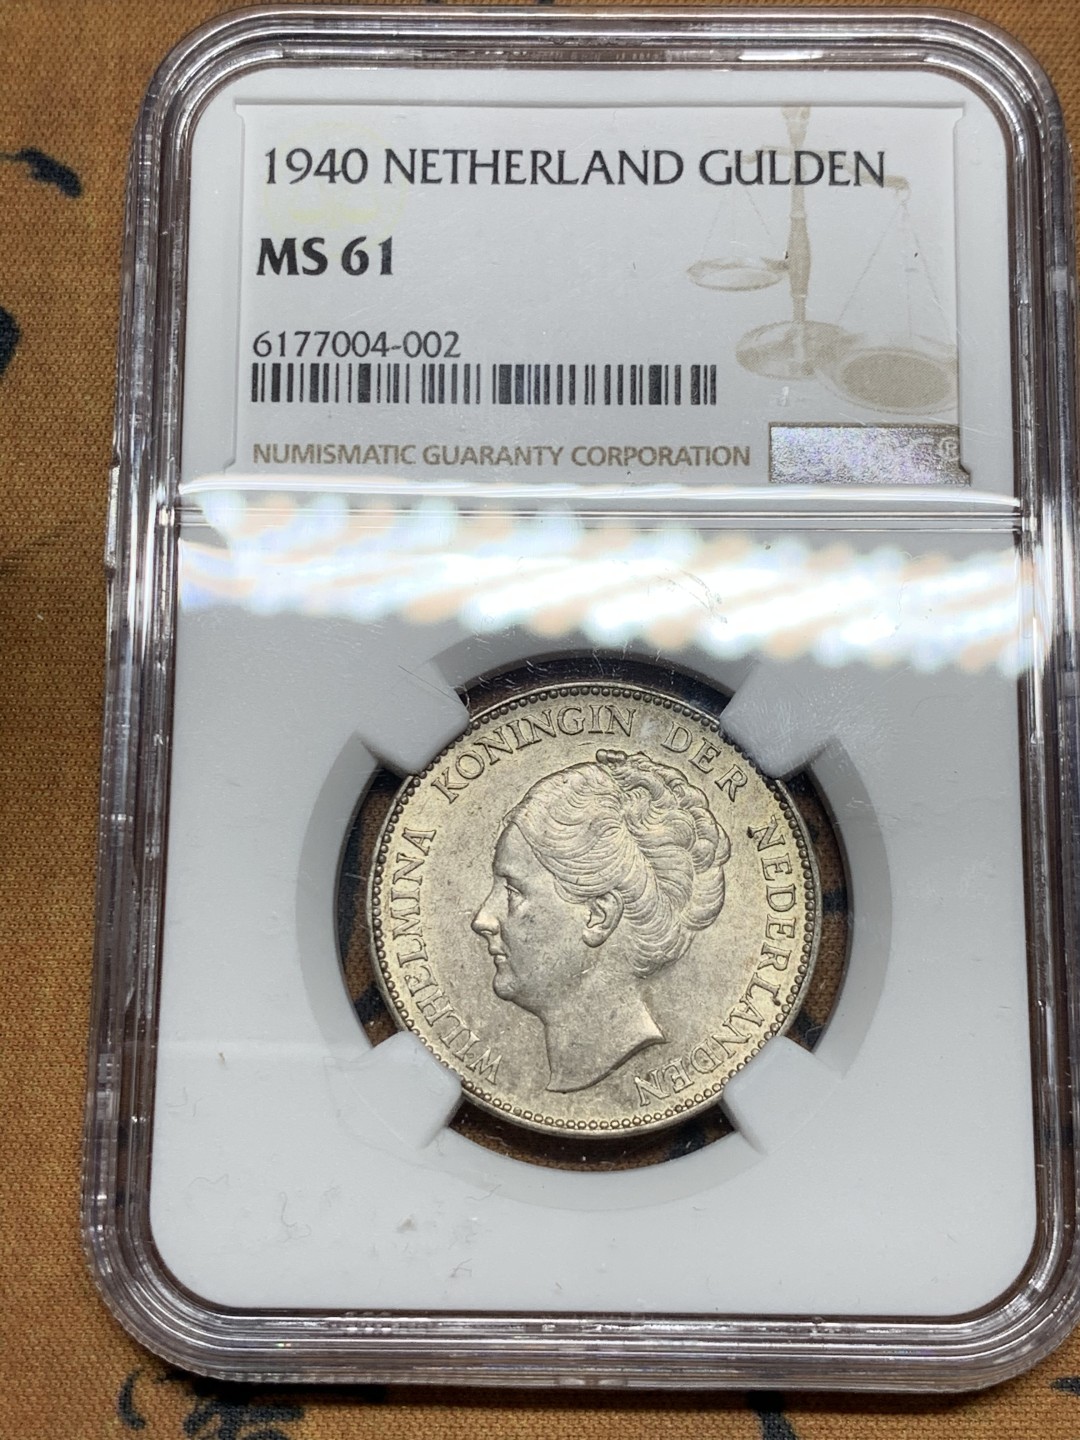 1940 NETHERLAND GULDEN
MS 61
6177004-002
NUMISMATIC GUARANTY CORPORATION
®
WILHELMINA KONINGIN DER NEDERLANDEN